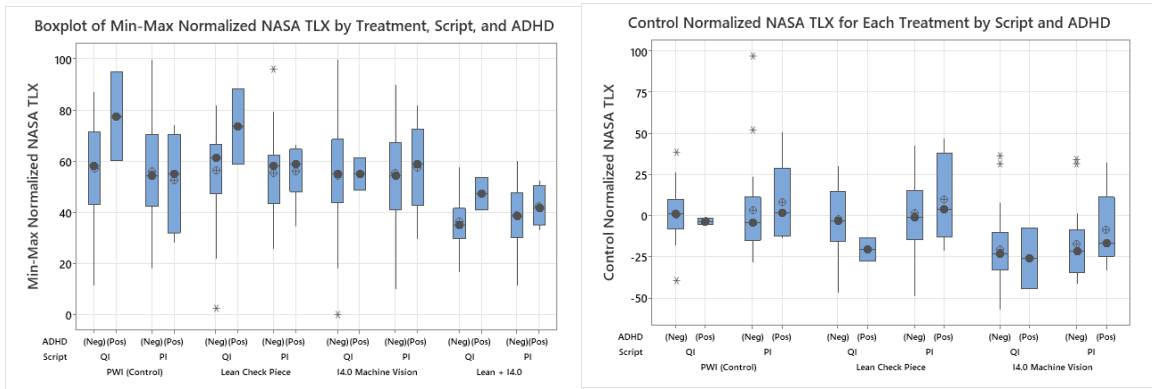 Boxplot of Min-Max Normalized NASA TLX by Treatment, Script, and ADHD
Min-Max Normalized NASA TLX
100
80
60
40
20
0
ADHD (Neg) (Pos) (Neg) (Pos) (Neg) (Pos) (Neg) (Pos) (Neg) (Pos) (Neg) (Pos) (Neg) (Pos) (Neg) (Pos)
Script QI PI QI PI QI PI QI PI
PWI (Control) Lean Check Piece I4.0 Machine Vision Lean + I4.0
Control Normalized NASA TLX for Each Treatment by Script and ADHD
Control Normalized NASA TLX
100
75
50
25
0
-25
-50
ADHD (Neg) (Pos) (Neg) (Pos) (Neg) (Pos) (Neg) (Pos) (Neg) (Pos) (Neg) (Pos)
Script QI PI QI PI QI PI
PWI (Control) Lean Check Piece I4.0 Machine Vision